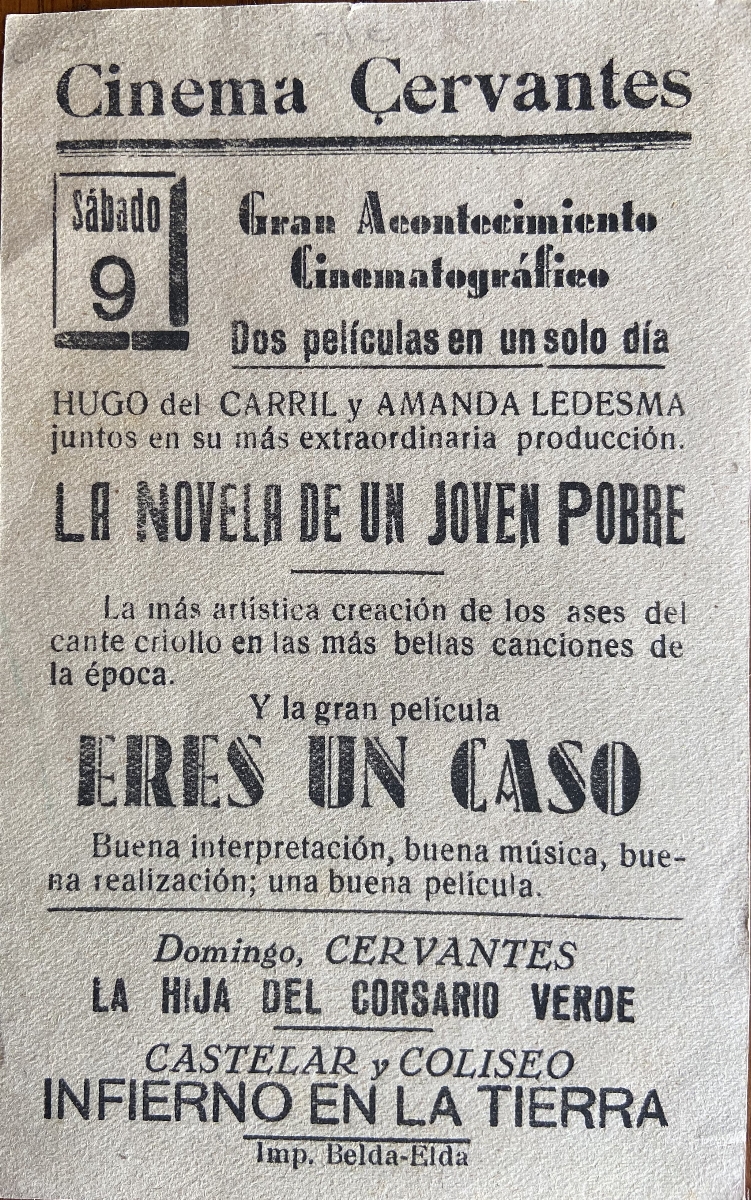 Cinema Cervantes
Sábado
9
Gran Acontecimiento
Cinematográfico
Dos películas en un solo día
HUGO del CARRIL y AMANDA LEDESMA
juntos en su más extraordinaria producción.
LA NOVELA DE UN JOVEN POBRE
La más artística creación de los ases del
cante criollo en las más bellas canciones de
la época.
Y la gran película
ERES UN CASO
Buena interpretación, buena música, bue-
na realización; una buena película.
Domingo, CERVANTES
LA HIJA DEL CORSARIO VERDE
CASTELAR y COLISEO
INFIERNO EN LA TIERRA
Imp. Belda-Elda